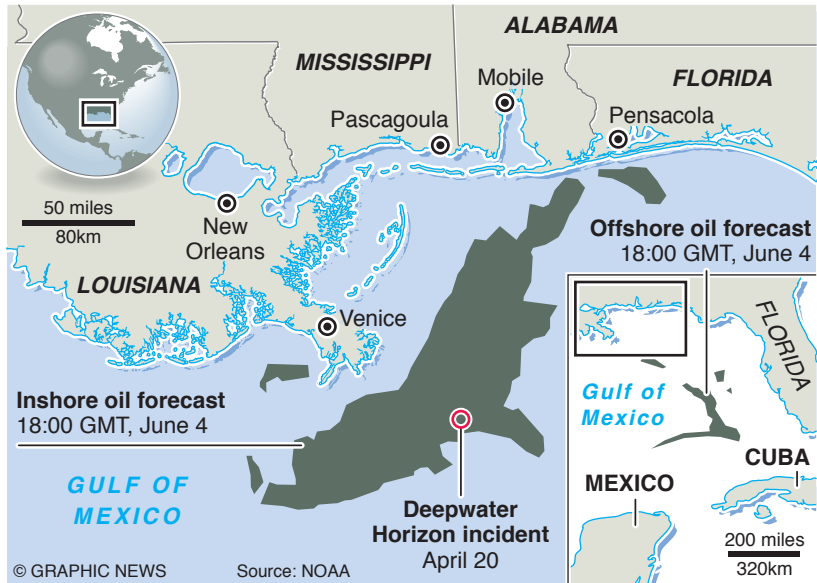 ALABAMA
MISSISSIPPI
FLORIDA
Mobile
Pascagoula
Pensacola
50 miles
80km
New
Orleans
LOUISIANA
Venice
Offshore oil forecast
18:00 GMT, June 4
Inshore oil forecast
18:00 GMT, June 4
GULF OF
MEXICO
Deepwater
Horizon incident
April 20
FLORIDA
Gulf of
Mexico
CUBA
MEXICO
200 miles
320km
© GRAPHIC NEWS
Source: NOAA